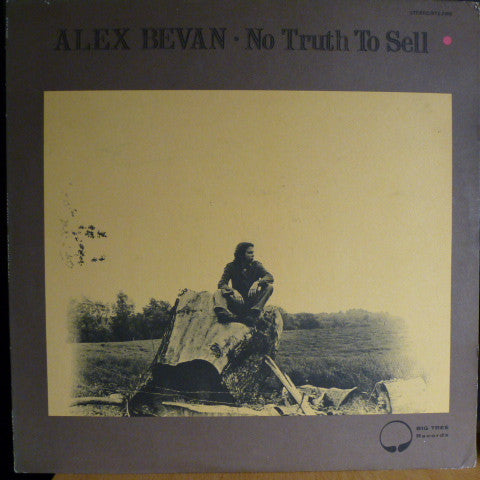 ALEX BEVAN · No Truth To Sell
BIG TREE
Records